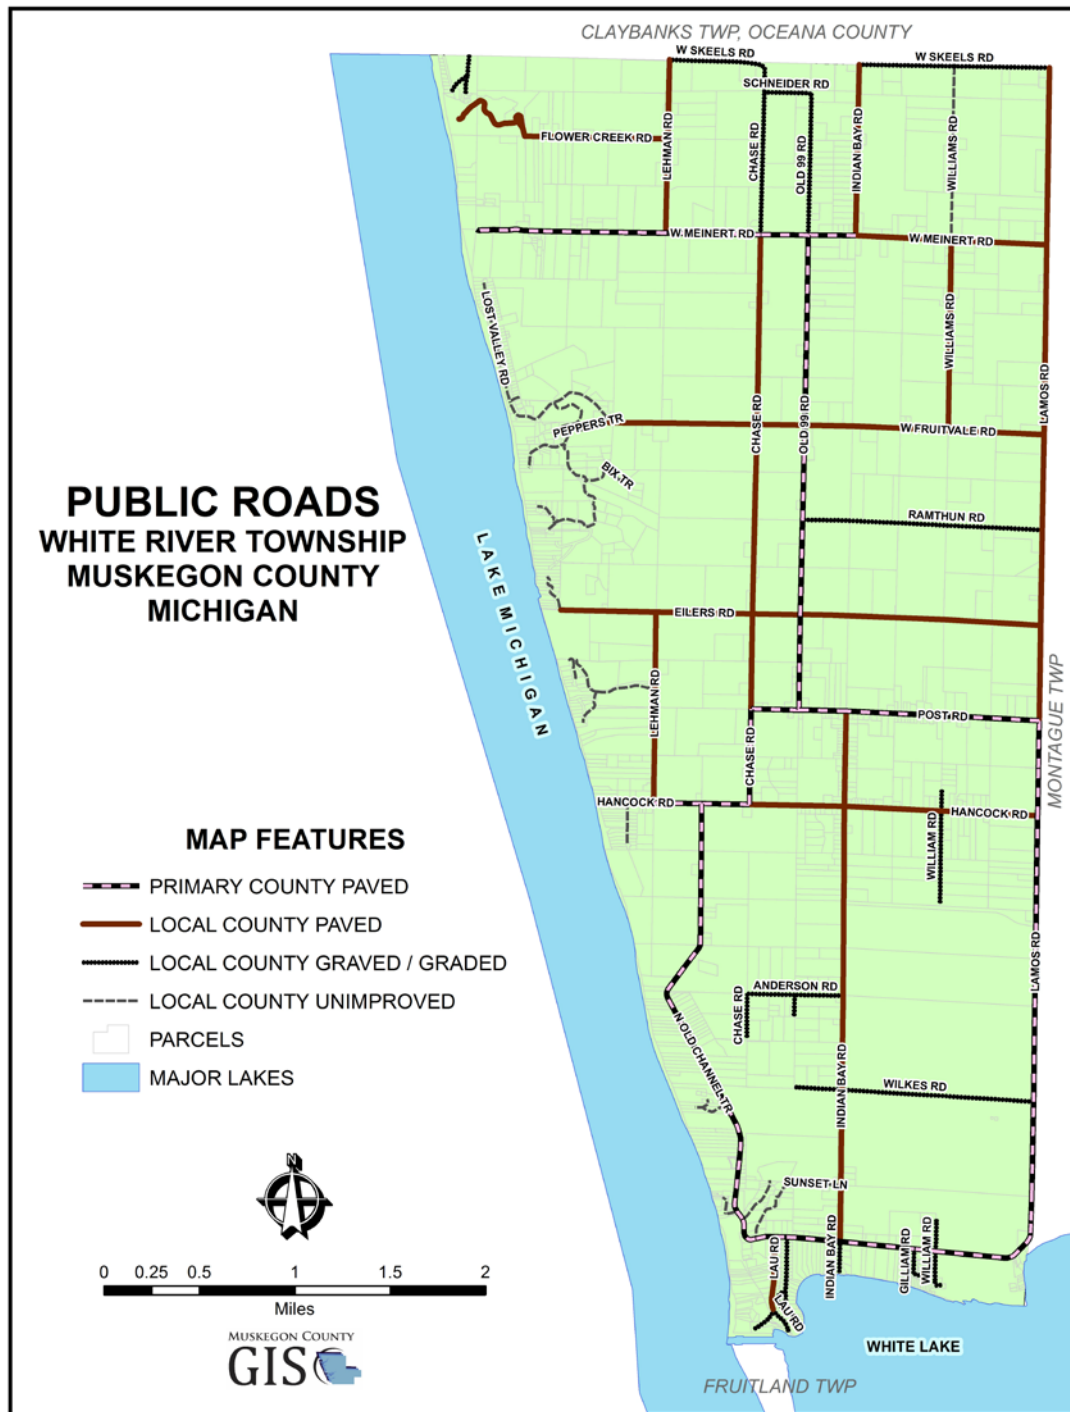 CLAYBANKS TWP, OCEANA COUNTY
W SKEELS RD
W SKEELS RD
SCHNEIDER RD
LEHMAN RD
CHASE RD
OLD 99 RD
INDIAN BAY RD
WILLIAMS RD
FLOWER CREEK RD
W MEINERT RD
W MEINERT RD
LOST VALLEY RD
WILLIAMS RD
LAMOS RD
CHASE RD
OLD 99 RD
PEPPERS TR
W FRUITVALE RD
BIX TR
PUBLIC ROADS
WHITE RIVER TOWNSHIP
MUSKEGON COUNTY
MICHIGAN
RAMTHUN RD
LAKE MICHIGAN
EILERS RD
LEHMAN RD
POST RD
MONTAGUE TWP
CHASE RD
HANCOCK RD
HANCOCK RD
WILLIAM RD
MAP FEATURES
PRIMARY COUNTY PAVED
LOCAL COUNTY PAVED
LOCAL COUNTY GRAVED / GRADED
LOCAL COUNTY UNIMPROVED
PARCELS
MAJOR LAKES
LAMOS RD
ANDERSON RD
CHASE RD
N OLD CHANNEL TR
INDIAN BAY RD
WILKES RD
SUNSET LN
N
LAU RD
INDIAN BAY RD
GILLIAM RD
WILLIAM RD
LAU RD
0 0.25 0.5 1 1.5 2
Miles
MUSKEGON COUNTY
GIS
WHITE LAKE
FRUITLAND TWP